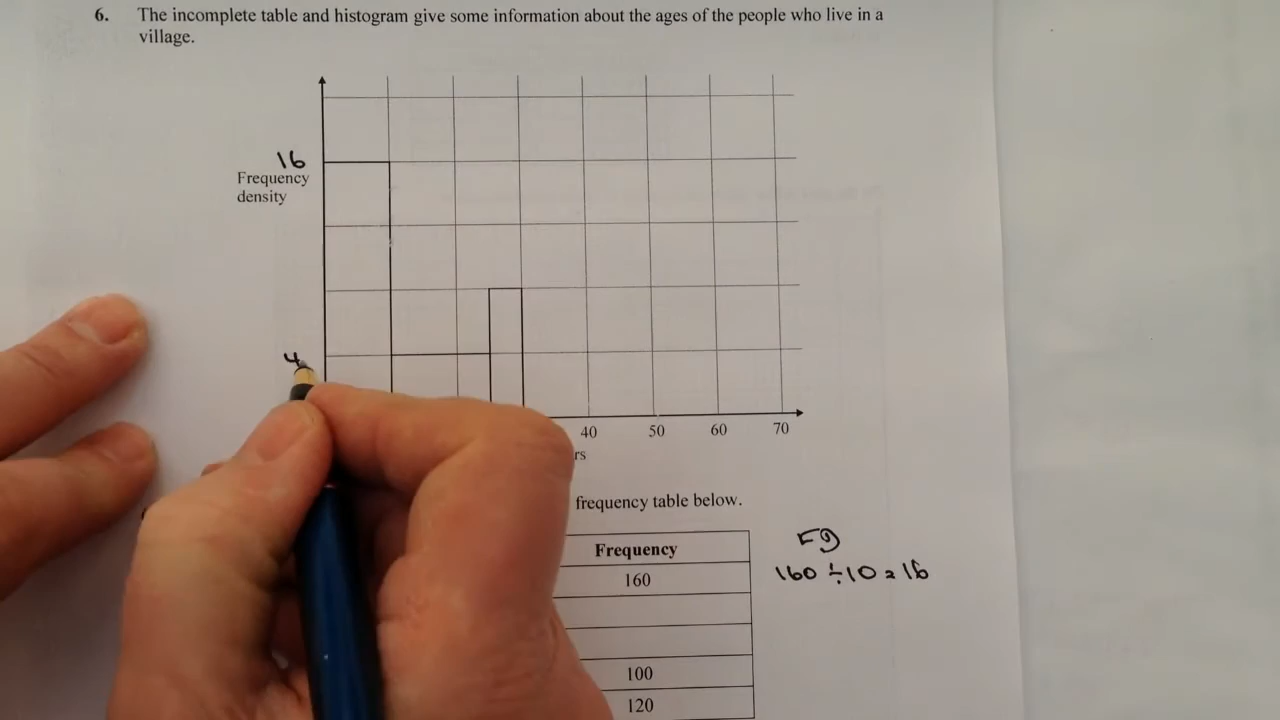 6. The incomplete table and histogram give some information about the ages of the people who live in a
village.
16
Frequency
density
4
40 50 60 70
rs
frequency table below.
Frequency
160
100
120
FD
160 ÷ 10 = 16